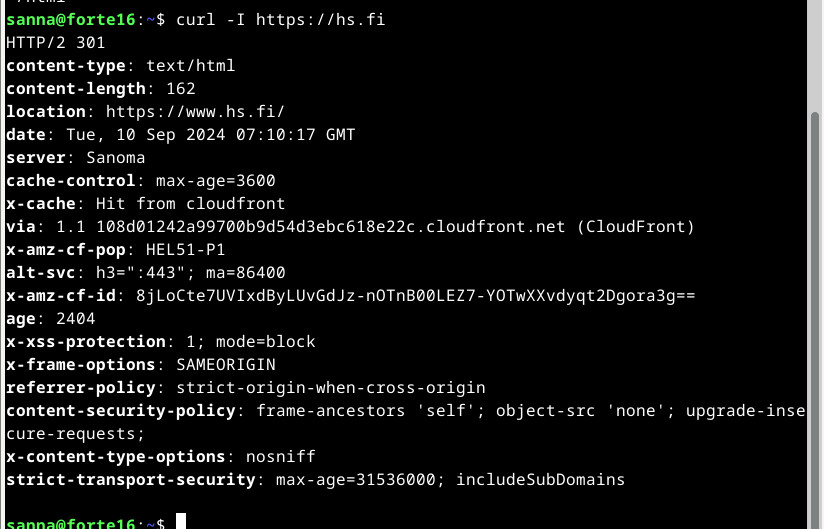 sanna@forte16:~$ curl -I https://hs.fi
HTTP/2 301
content-type: text/html
content-length: 162
location: https://www.hs.fi/
date: Tue, 10 Sep 2024 07:10:17 GMT
server: Sanoma
cache-control: max-age=3600
x-cache: Hit from cloudfront
via: 1.1 108d01242a99700b9d54d3ebc618e22c.cloudfront.net (CloudFront)
x-amz-cf-pop: HEL51-P1
alt-svc: h3=":443"; ma=86400
x-amz-cf-id: 8jLoCte7UVIxdByLUvGdJz-nOTnB00LEZ7-YOTwXXvdyqt2Dgora3g==
age: 2404
x-xss-protection: 1; mode=block
x-frame-options: SAMEORIGIN
referrer-policy: strict-origin-when-cross-origin
content-security-policy: frame-ancestors 'self'; object-src 'none'; upgrade-inse
cure-requests;
x-content-type-options: nosniff
strict-transport-security: max-age=31536000; includeSubDomains
sanna@forte16:~$